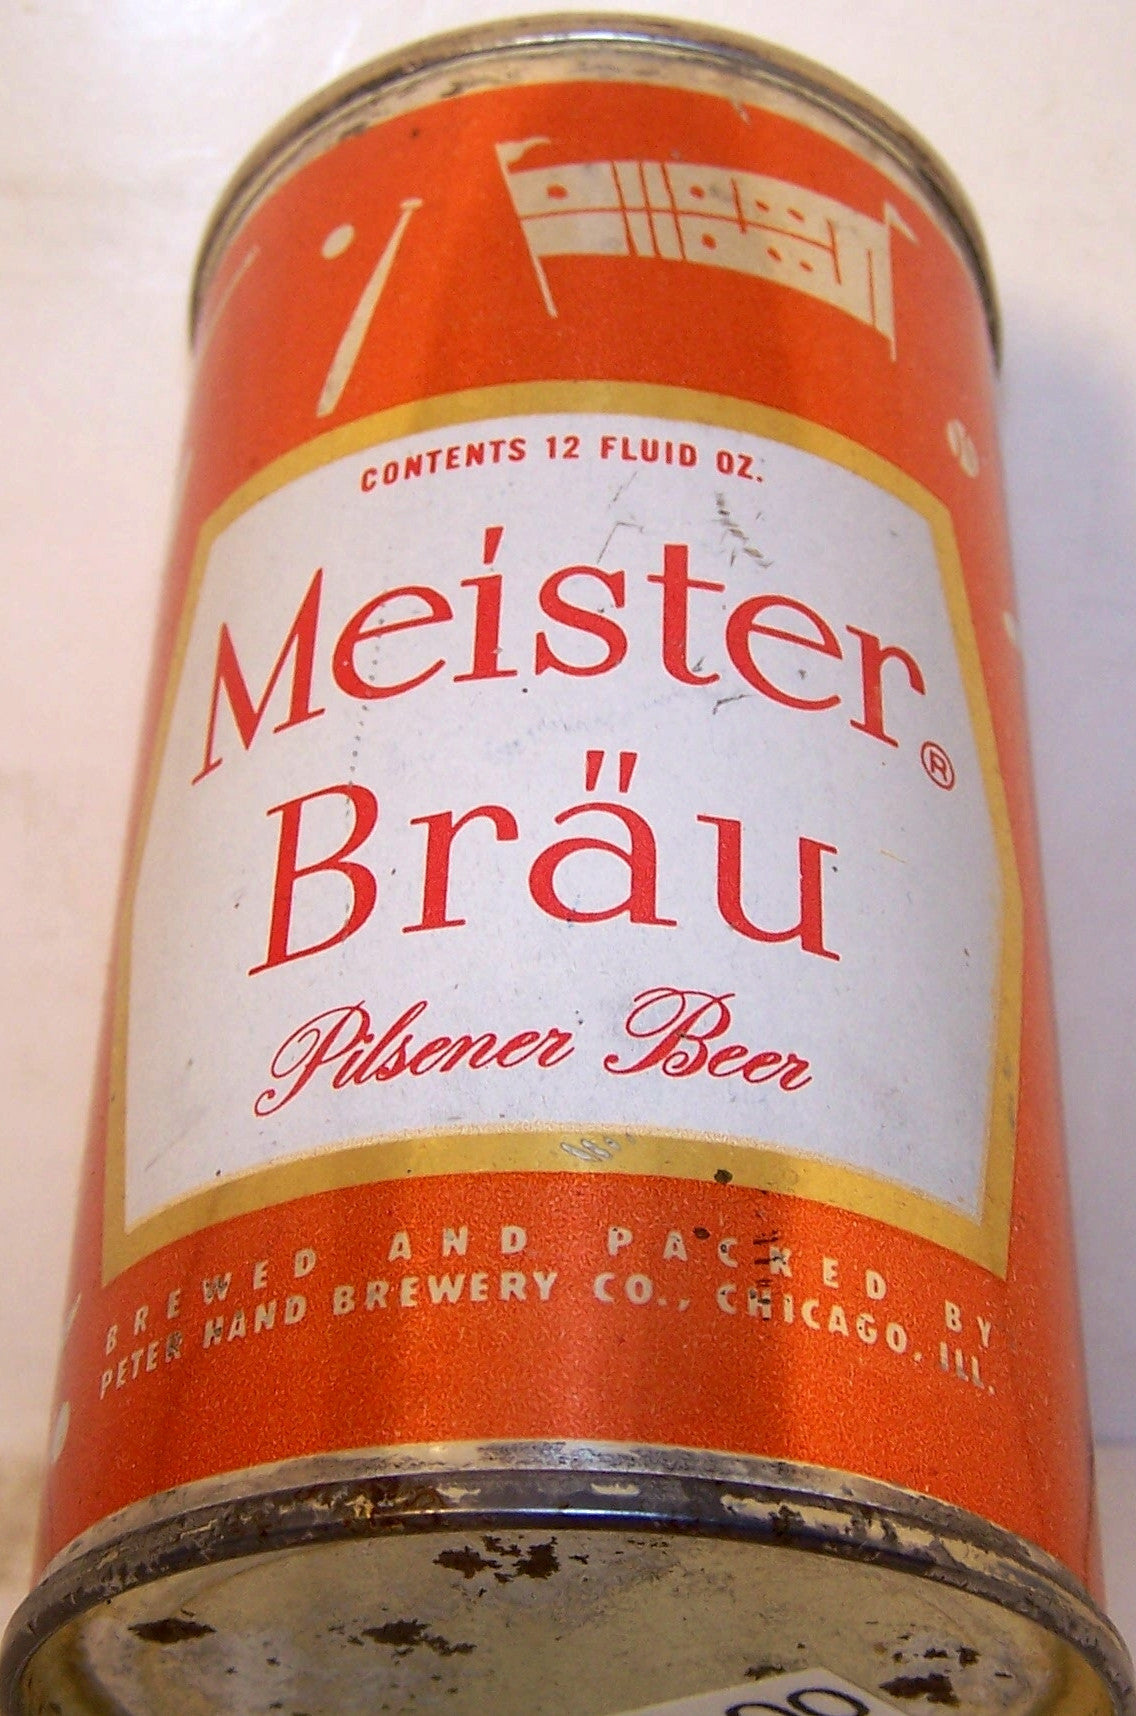 CONTENTS 12 FLUID OZ.
Meister®
Bräu
Pilsener Beer
BREWED AND PACKED BY
PETER HAND BREWERY CO., CHICAGO, ILL.